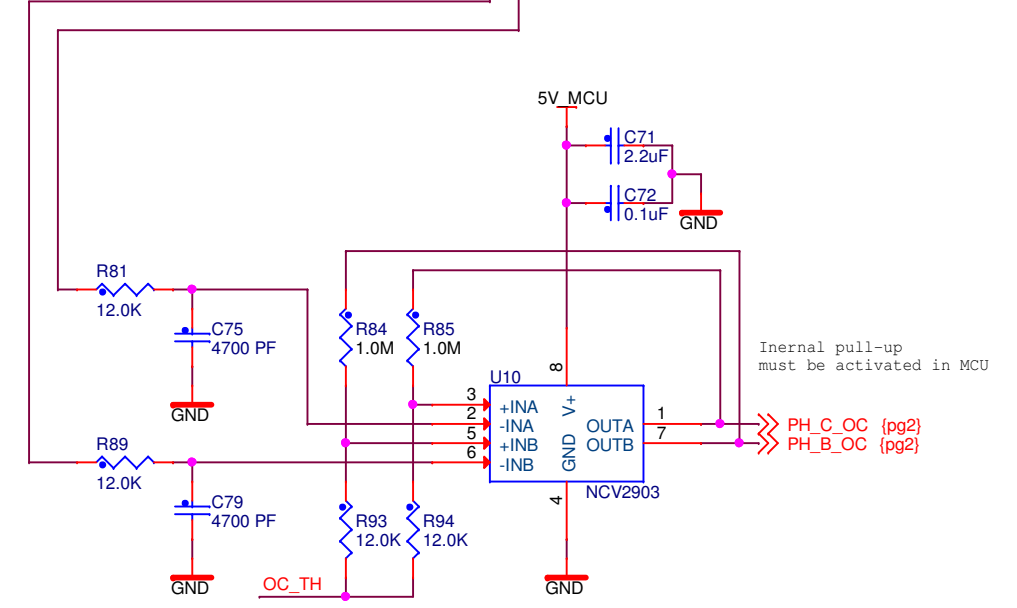 5V_MCU
C71
2.2uF
C72
0.1uF
GND
R81
12.0K
C75
4700 PF
GND
R84
1.0M
R85
1.0M
Inernal pull-up
must be activated in MCU
U10
8
3
2
5
6
+INA
-INA
+INB
-INB
V+
GND
OUTA
OUTB
1
7
PH_C_OC {pg2}
PH_B_OC {pg2}
R89
12.0K
C79
4700 PF
GND
4
NCV2903
R93
12.0K
R94
12.0K
OC_TH
GND